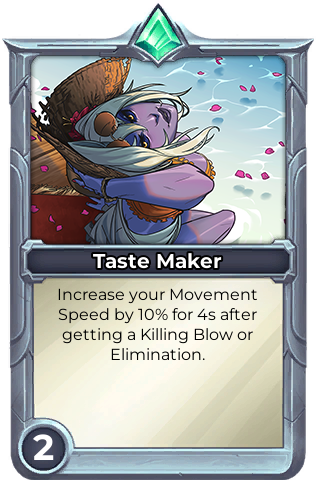 Taste Maker
Increase your Movement
Speed by 10% for 4s after
getting a Killing Blow or
Elimination.
2